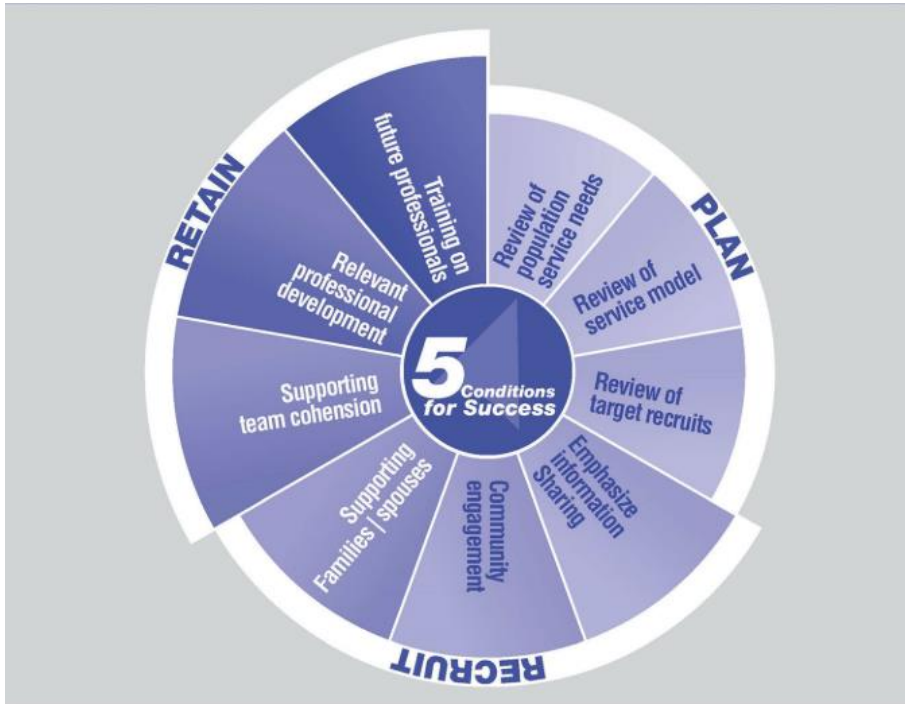 PLAN
Review of
population
service needs
Review of
service model
Review of
target recruits
RECRUIT
Emphasize
information
Sharing
Community
engagement
Supporting
Families | spouses
RETAIN
Supporting
team cohension
Relevant
professional
development
Training on
future professionals
5 Conditions
for Success